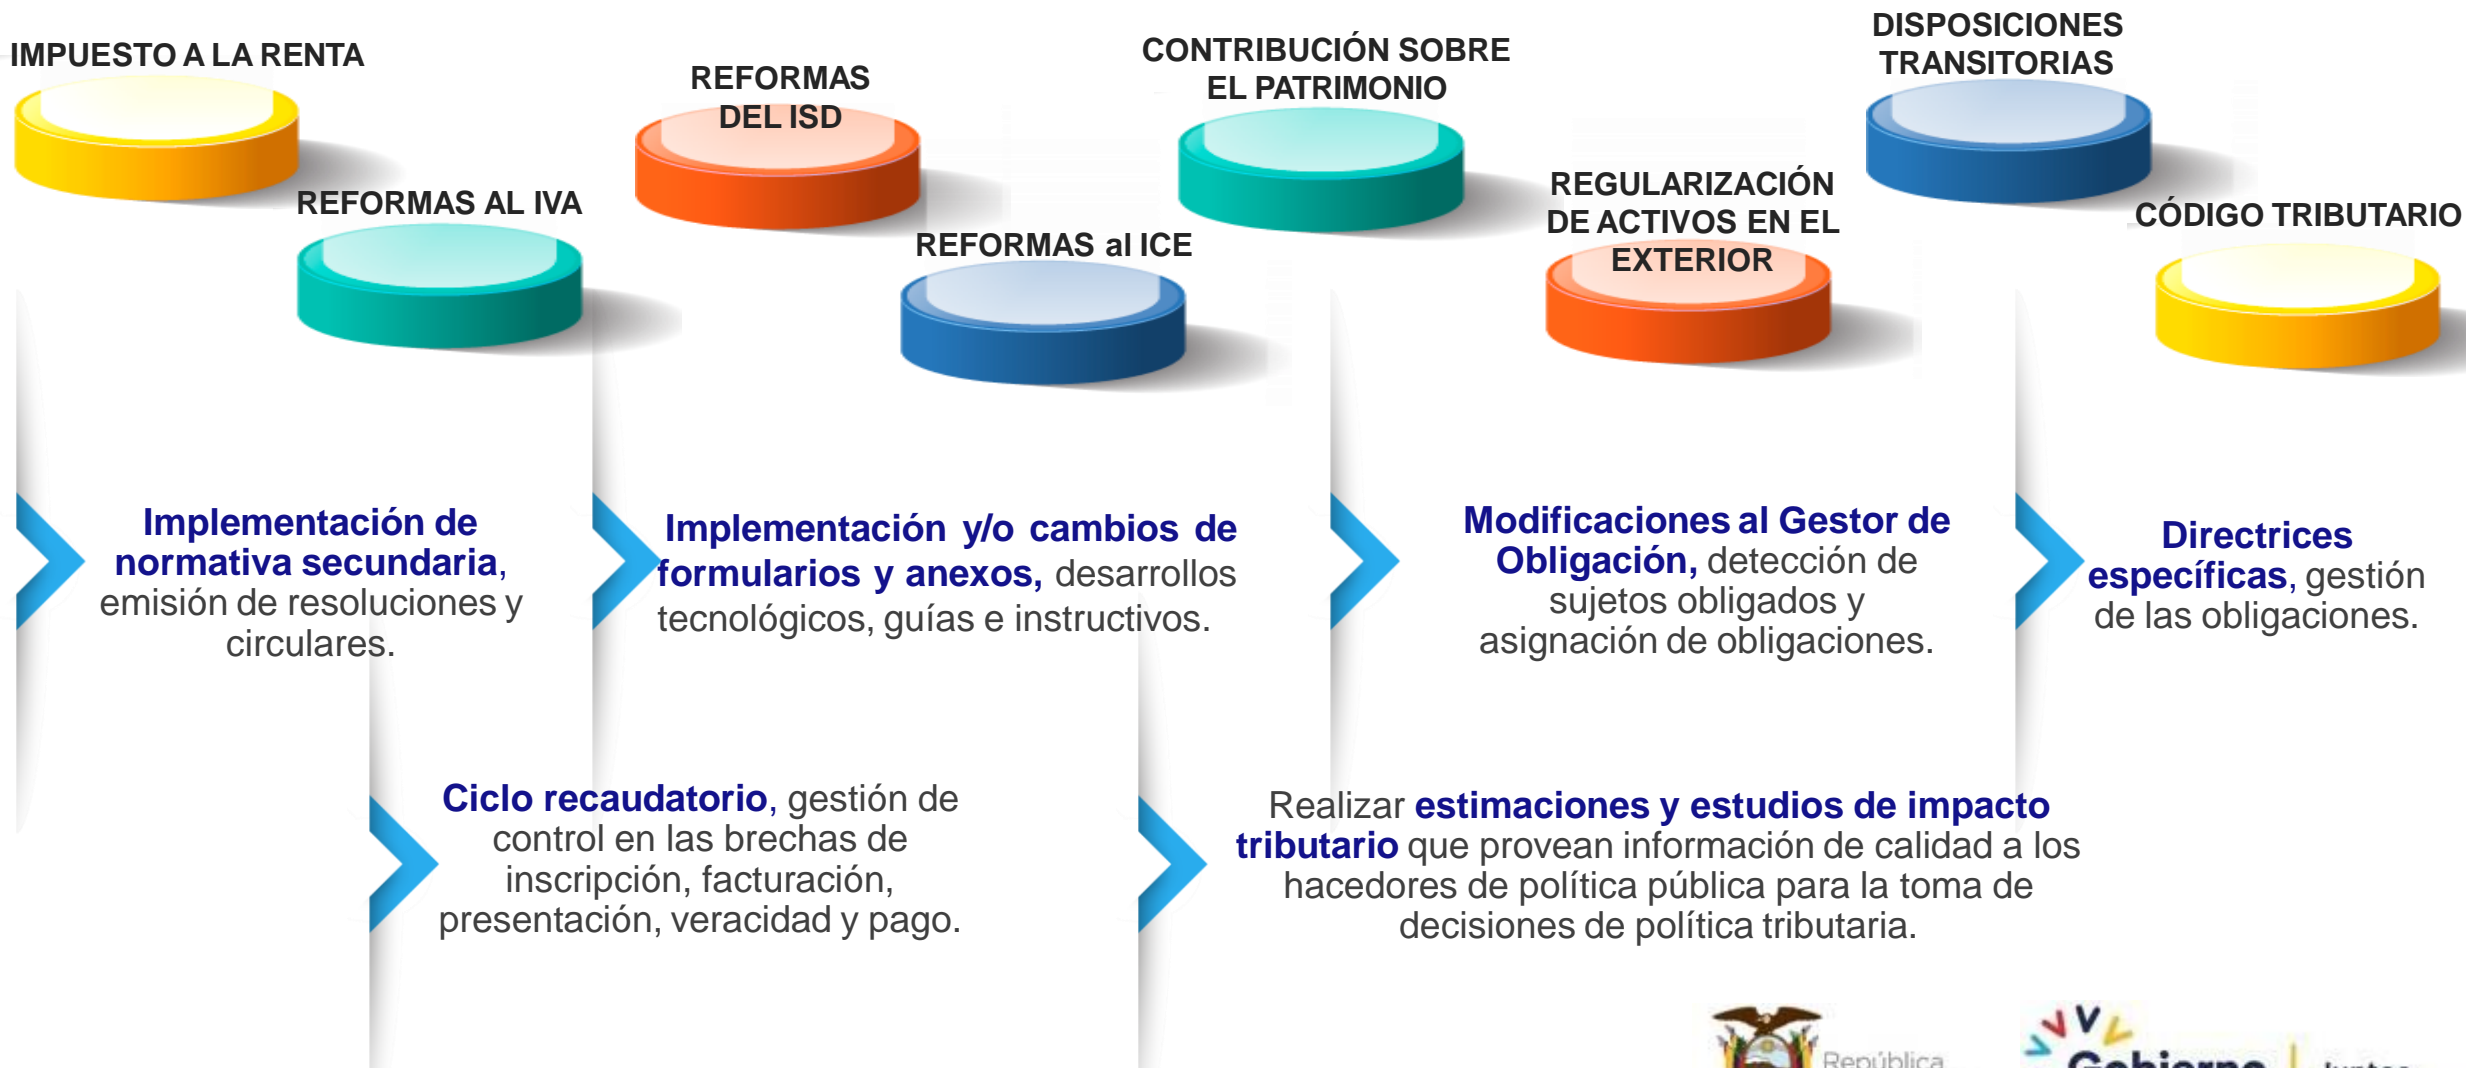 IMPUESTO A LA RENTA
REFORMAS AL IVA
REFORMAS
DEL ISD
REFORMAS al ICE
CONTRIBUCIÓN SOBRE
EL PATRIMONIO
REGULARIZACIÓN
DE ACTIVOS EN EL
EXTERIOR
DISPOSICIONES
TRANSITORIAS
CÓDIGO TRIBUTARIO
Implementación de
normativa secundaria,
emisión de resoluciones y
circulares.
Implementación y/o cambios de
formularios y anexos, desarrollos
tecnológicos, guías e instructivos.
Modificaciones al Gestor de
Obligación, detección de
sujetos obligados y
asignación de obligaciones.
Directrices
específicas, gestión
de las obligaciones.
Ciclo recaudatorio, gestión de
control en las brechas de
inscripción, facturación,
presentación, veracidad y pago.
Realizar estimaciones y estudios de impacto
tributario que provean información de calidad a los
hacedores de política pública para la toma de
decisiones de política tributaria.
República
Gobierno
Juntos